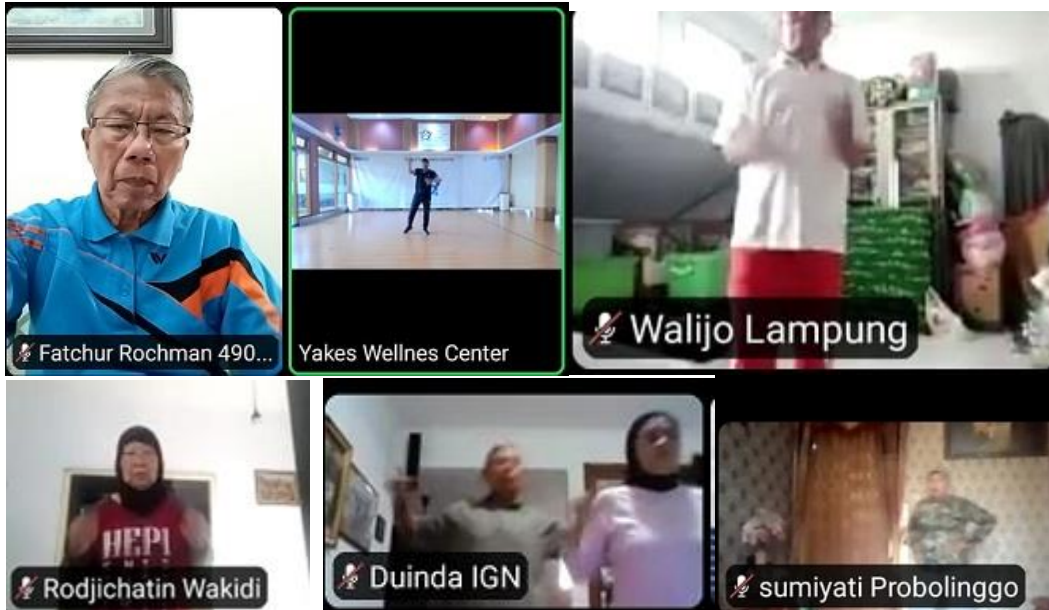 Fatchur Rochman 490...
Yakes Wellnes Center
Walijo Lampung
HEPI
Rodjichatin Wakidi
Duinda IGN
sumiyati Probolinggo